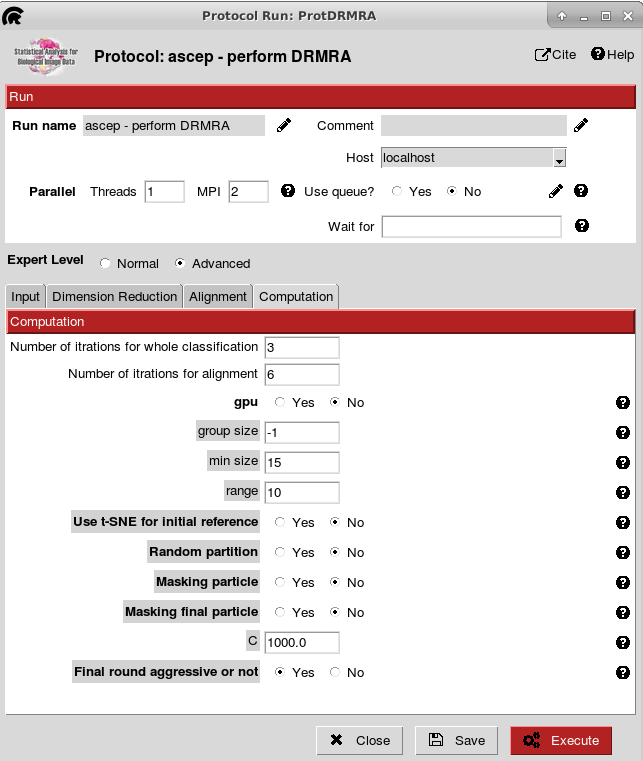 Protocol Run: ProtDRMRA
Statistical Analysis for
Biological Image Data
Protocol: ascep - perform DRMRA
Cite Help
Run
Run name ascep - perform DRMRA Comment
Host localhost
Parallel Threads 1 MPI 2 Use queue? Yes No
Wait for
Expert Level Normal Advanced
Input Dimension Reduction Alignment Computation
Computation
Number of itrations for whole classification 3
Number of itrations for alignment 6
gpu Yes No
group size -1
min size 15
range 10
Use t-SNE for initial reference Yes No
Random partition Yes No
Masking particle Yes No
Masking final particle Yes No
C 1000.0
Final round aggressive or not Yes No
Close Save Execute